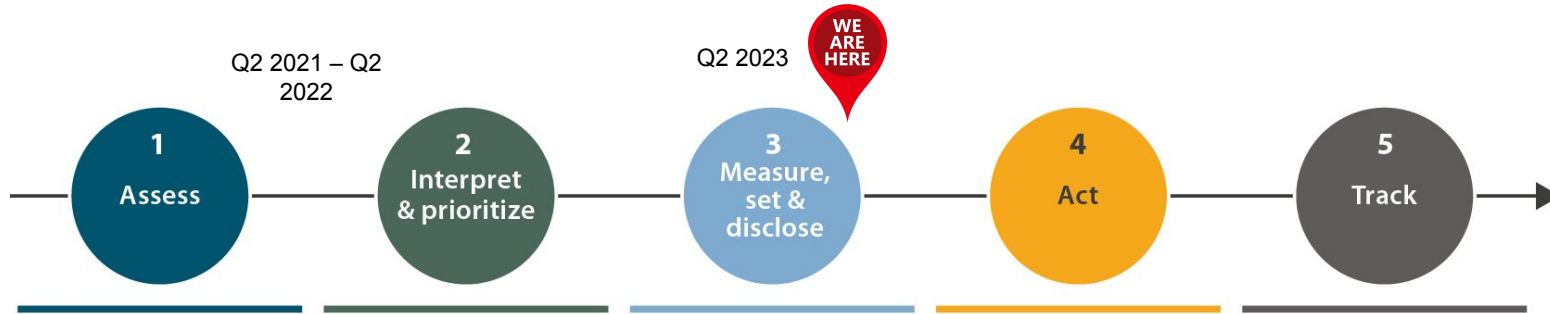 Q2 2021 – Q2
2022
Q2 2023
WE
ARE
HERE
1
Assess
2
Interpret
& prioritize
3
Measure,
set &
disclose
4
Act
5
Track